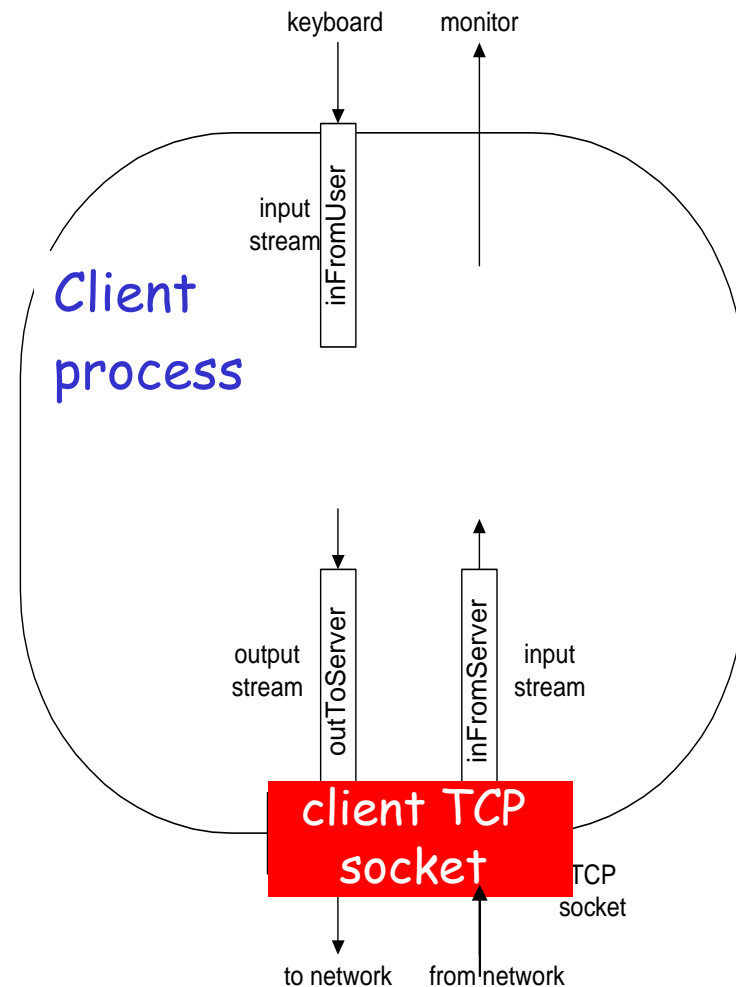 keyboard
monitor
inFromUser
input
stream
Client
process
output
stream
outToServer
inFromServer
input
stream
client TCP
socket
TCP
socket
to network
from network